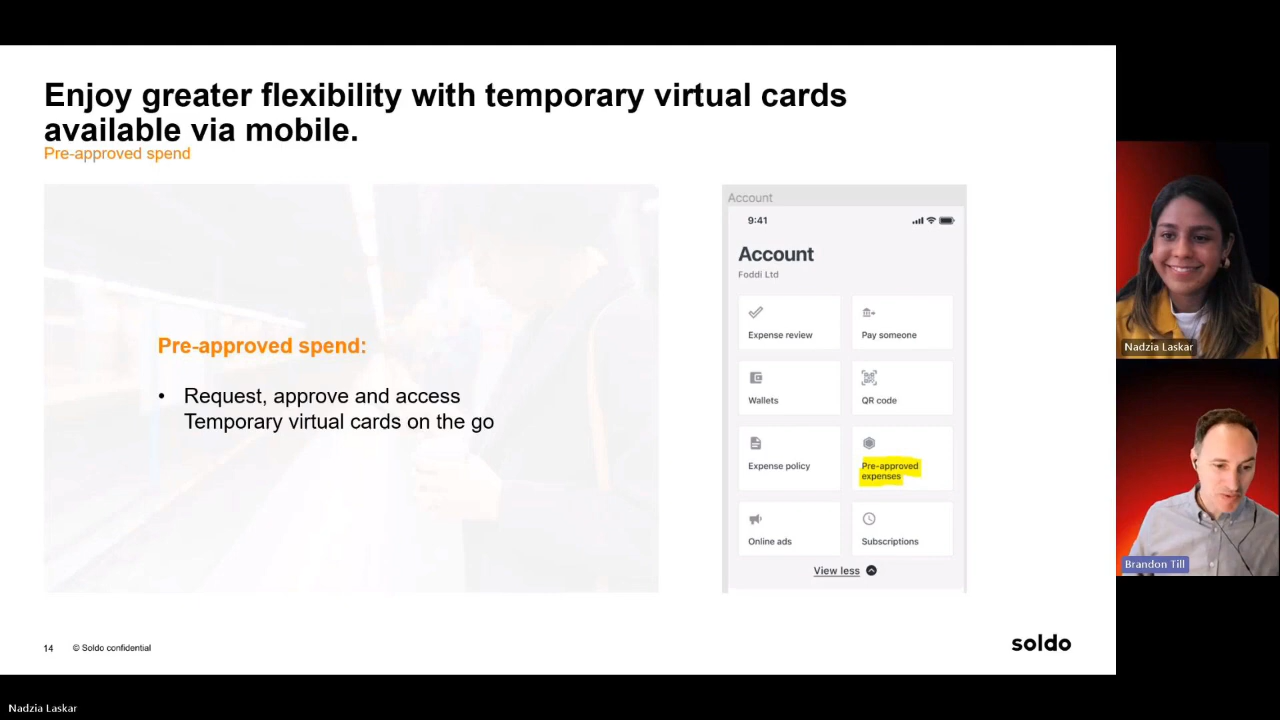 Enjoy greater flexibility with temporary virtual cards
available via mobile.
Pre-approved spend
Pre-approved spend:
• Request, approve and access
Temporary virtual cards on the go
Account
9:41
Account
Foddi Ltd
Expense review
Pay someone
Wallets
QR code
Expense policy
Pre-approved
expenses
Online ads
Subscriptions
View less
14
© Soldo confidential
soldo
Nadzia Laskar
Brandon Till
Nadzia Laskar